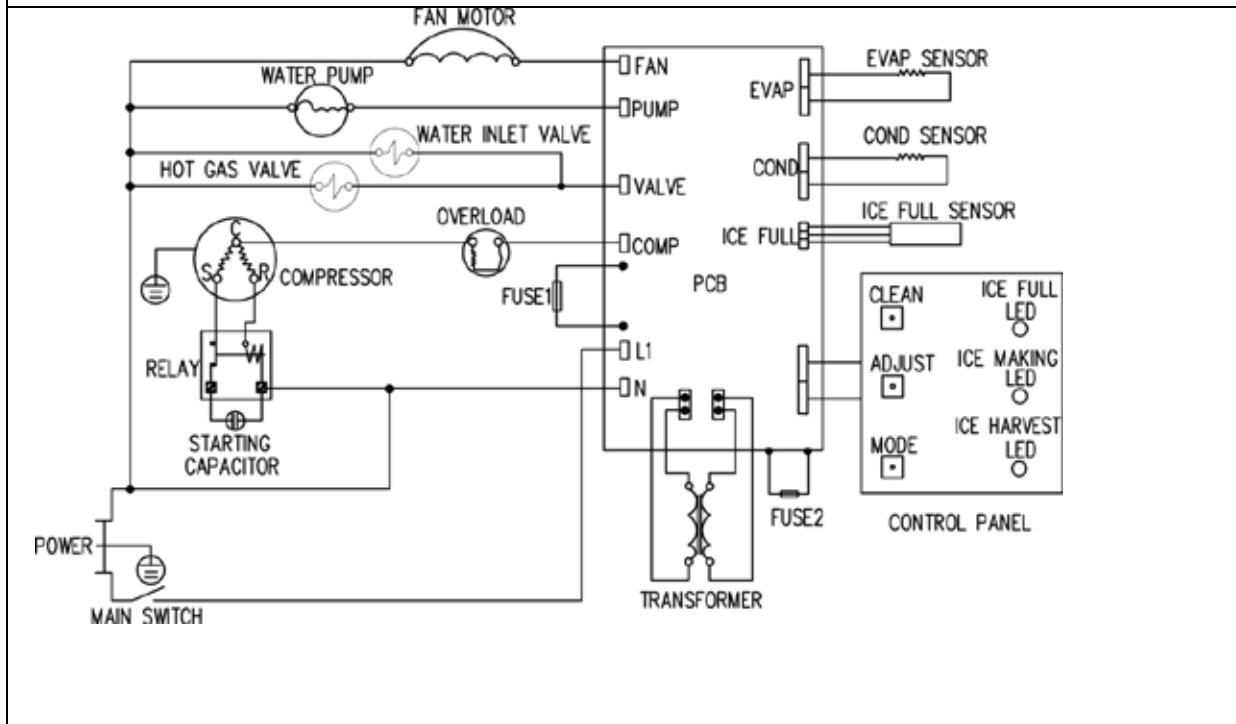 FAN MOTOR
FAN
EVAP SENSOR
WATER PUMP
EVAP
PUMP
WATER INLET VALVE
COND SENSOR
HOT GAS VALVE
COND
VALVE
OVERLOAD
ICE FULL SENSOR
C
ICE FULL
COMP
S
R
COMPRESSOR
PCB
FUSE1
CLEAN
ICE FULL
LED
L1
RELAY
ADJUST
ICE MAKING
LED
N
STARTING
CAPACITOR
ICE HARVEST
LED
MODE
FUSE2
CONTROL PANEL
POWER
TRANSFORMER
MAIN SWITCH